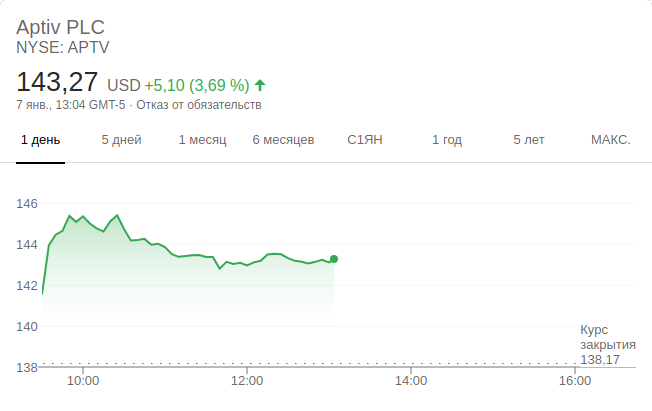 Aptiv PLC
NYSE: APTV
143,27 USD +5,10 (3,69 %)
7 янв., 13:04 GMT-5 · Отказ от обязательств
1 день 5 дней 1 месяц 6 месяцев С1ЯН 1 год 5 лет МАКС.
146
144
142
140
138
Курс
закрытия
138,17
10:00 12:00 14:00 16:00